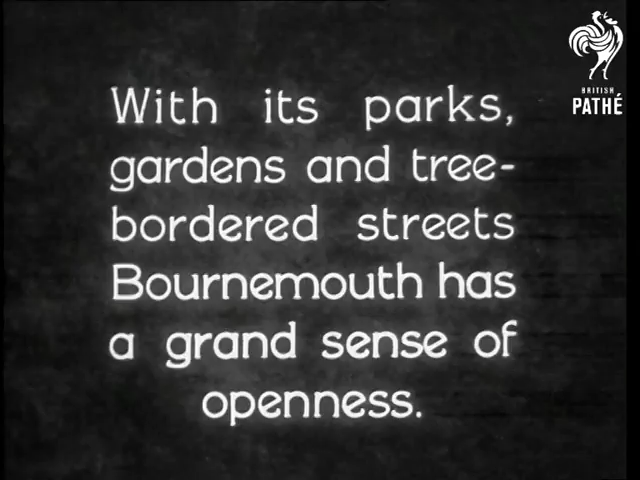 BRITISH
PATHÉ
With its parks,
gardens and tree-
bordered streets
Bournemouth has
a grand sense of
openness.